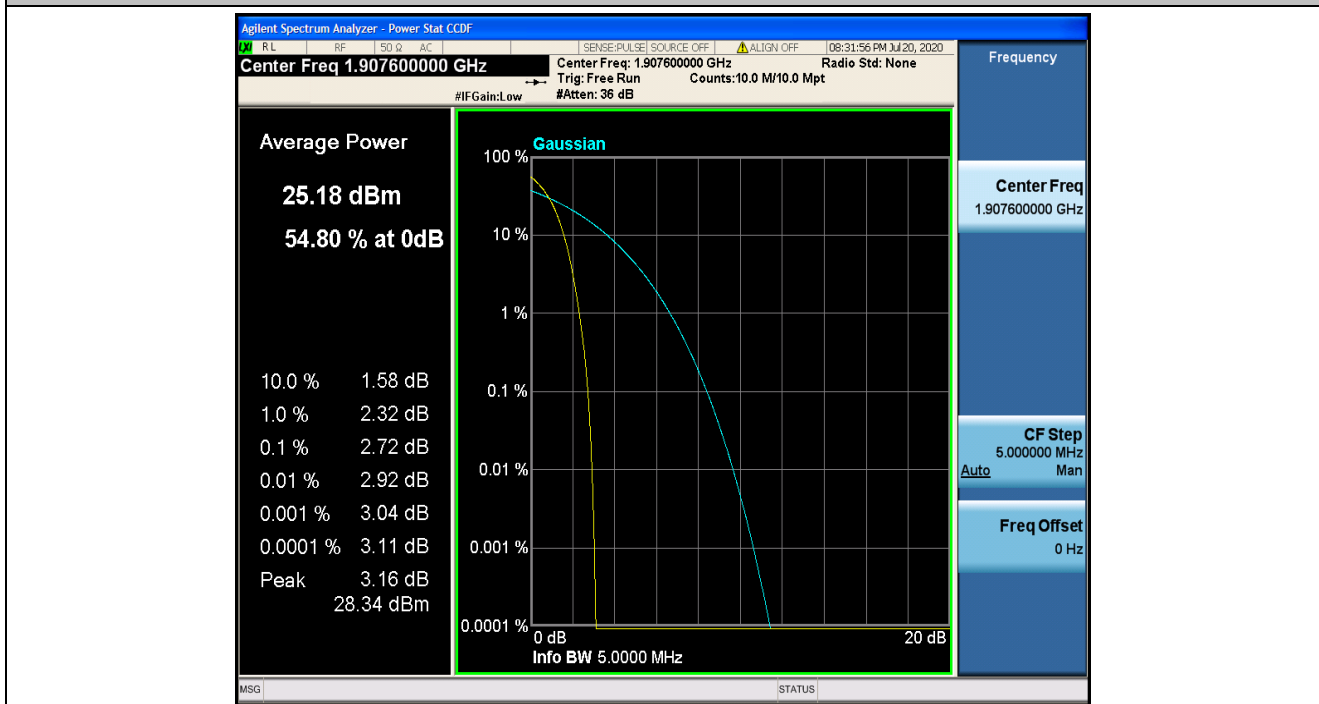 Agilent Spectrum Analyzer - Power Stat CCDF
LXI RL RF 50 Ω AC SENSE:PULSE SOURCE OFF ALIGN OFF 08:31:56 PM Jul 20, 2020
Center Freq 1.907600000 GHz
Center Freq: 1.907600000 GHz Radio Std: None
Trig: Free Run Counts:10.0 M/10.0 Mpt
#IFGain:Low #Atten: 36 dB
Average Power
25.18 dBm
54.80 % at 0dB
10.0 % 1.58 dB
1.0 % 2.32 dB
0.1 % 2.72 dB
0.01 % 2.92 dB
0.001 % 3.04 dB
0.0001 % 3.11 dB
Peak 3.16 dB
28.34 dBm
Gaussian
100 %
10 %
1 %
0.1 %
0.01 %
0.001 %
0.0001 %
0 dB 20 dB
Info BW 5.0000 MHz
Frequency
Center Freq
1.907600000 GHz
CF Step
5.000000 MHz
Auto Man
Freq Offset
0 Hz
MSG STATUS